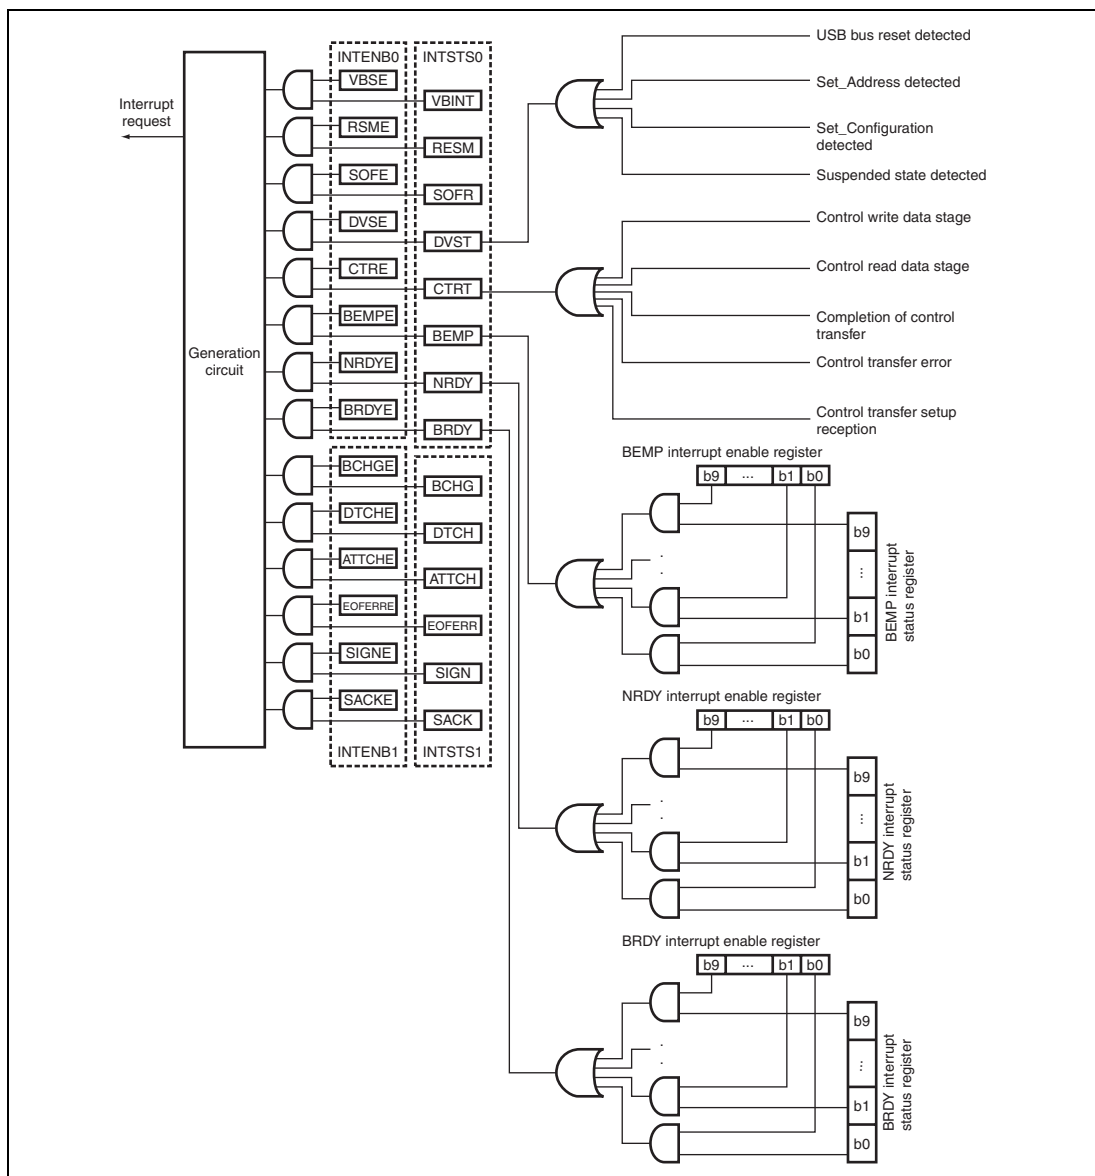 Interrupt
request
Generation
circuit
INTENB0
VBSE
RSME
SOFE
DVSE
CTRE
BEMPE
NRDYE
BRDYE
BCHGE
DTCHE
ATTCHE
EOFERRE
SIGNE
SACKE
INTENB1
INTSTS0
VBINT
RESM
SOFR
DVST
CTRT
BEMP
NRDY
BRDY
BCHG
DTCH
ATTCH
EOFERR
SIGN
SACK
INTSTS1
USB bus reset detected
Set_Address detected
Set_Configuration
detected
Suspended state detected
Control write data stage
Control read data stage
Completion of control
transfer
Control transfer error
Control transfer setup
reception
BEMP interrupt enable register
b9 ... b1 b0
b9
...
b1
b0
BEMP interrupt
status register
NRDY interrupt enable register
b9 ... b1 b0
b9
...
b1
b0
NRDY interrupt
status register
BRDY interrupt enable register
b9 ... b1 b0
b9
...
b1
b0
BRDY interrupt
status register